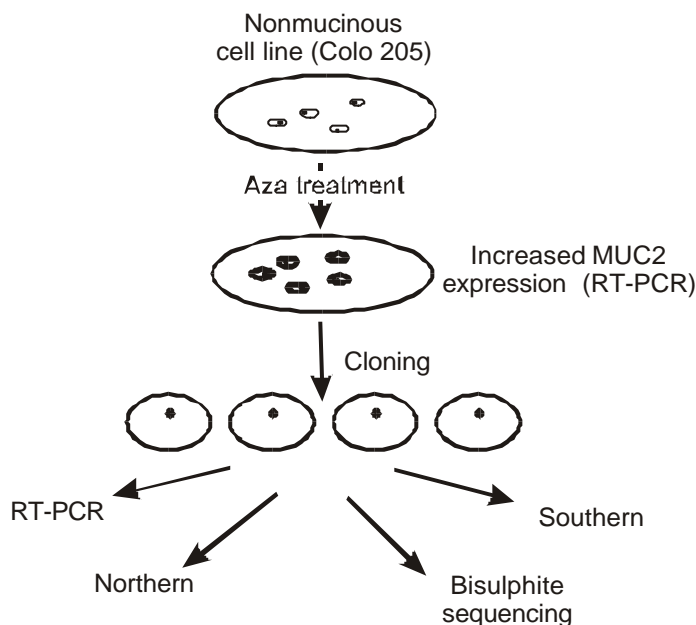 Nonmucinous
cell line (Colo 205)
Aza treatment
Increased MUC2
expression (RT-PCR)
Cloning
RT-PCR
Southern
Northern
Bisulphite
sequencing